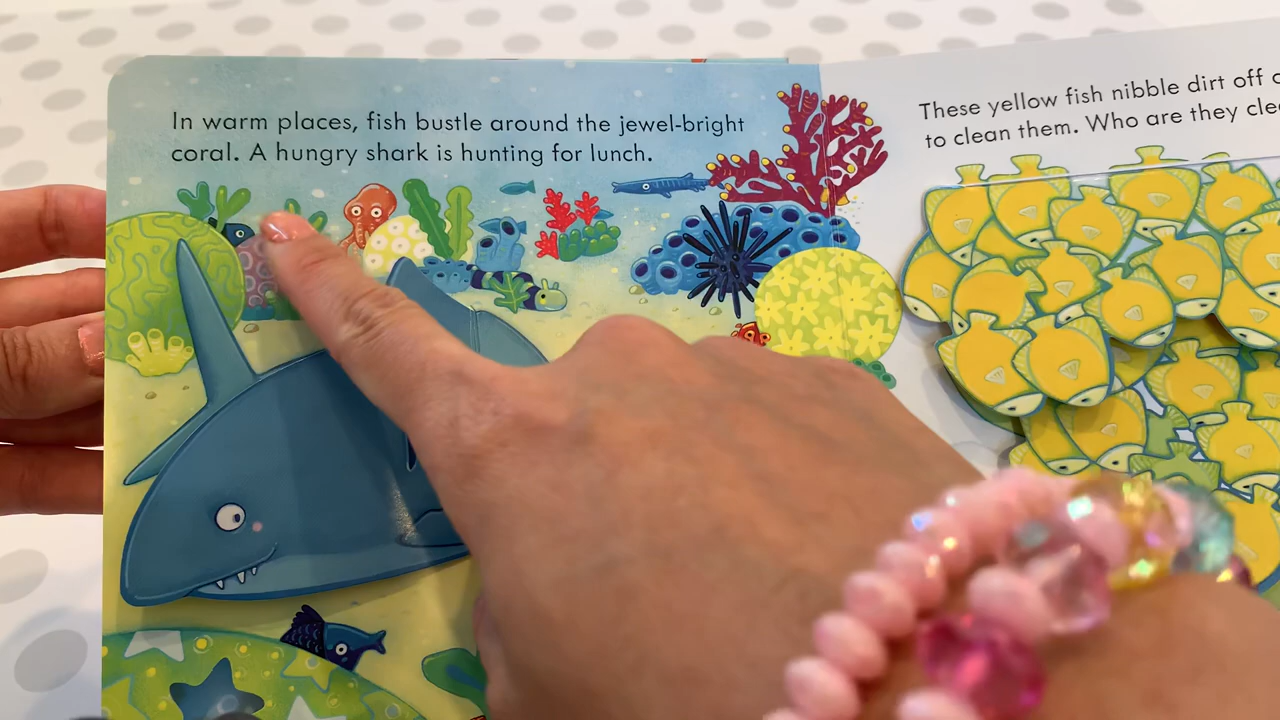 In warm places, fish bustle around the jewel-bright
coral. A hungry shark is hunting for lunch.
These yellow fish nibble dirt off
to clean them. Who are they